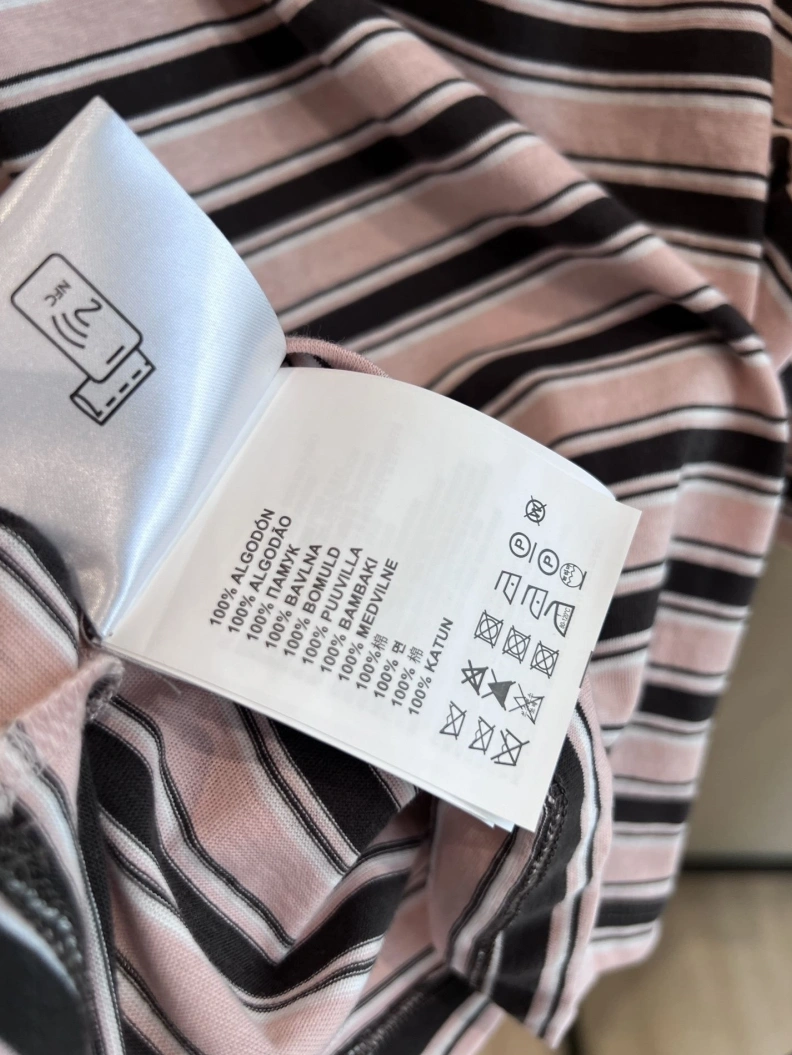 NFC
100% ALGODÓN
100% ALGODÃO
100% ПАМУК
100% BAVLNA
100% BOMULD
100% PUUVILLA
100% BAMBAKI
100% MEDVILNE
100%棉
100% 면
100% 棉
100% KATUN
P
P